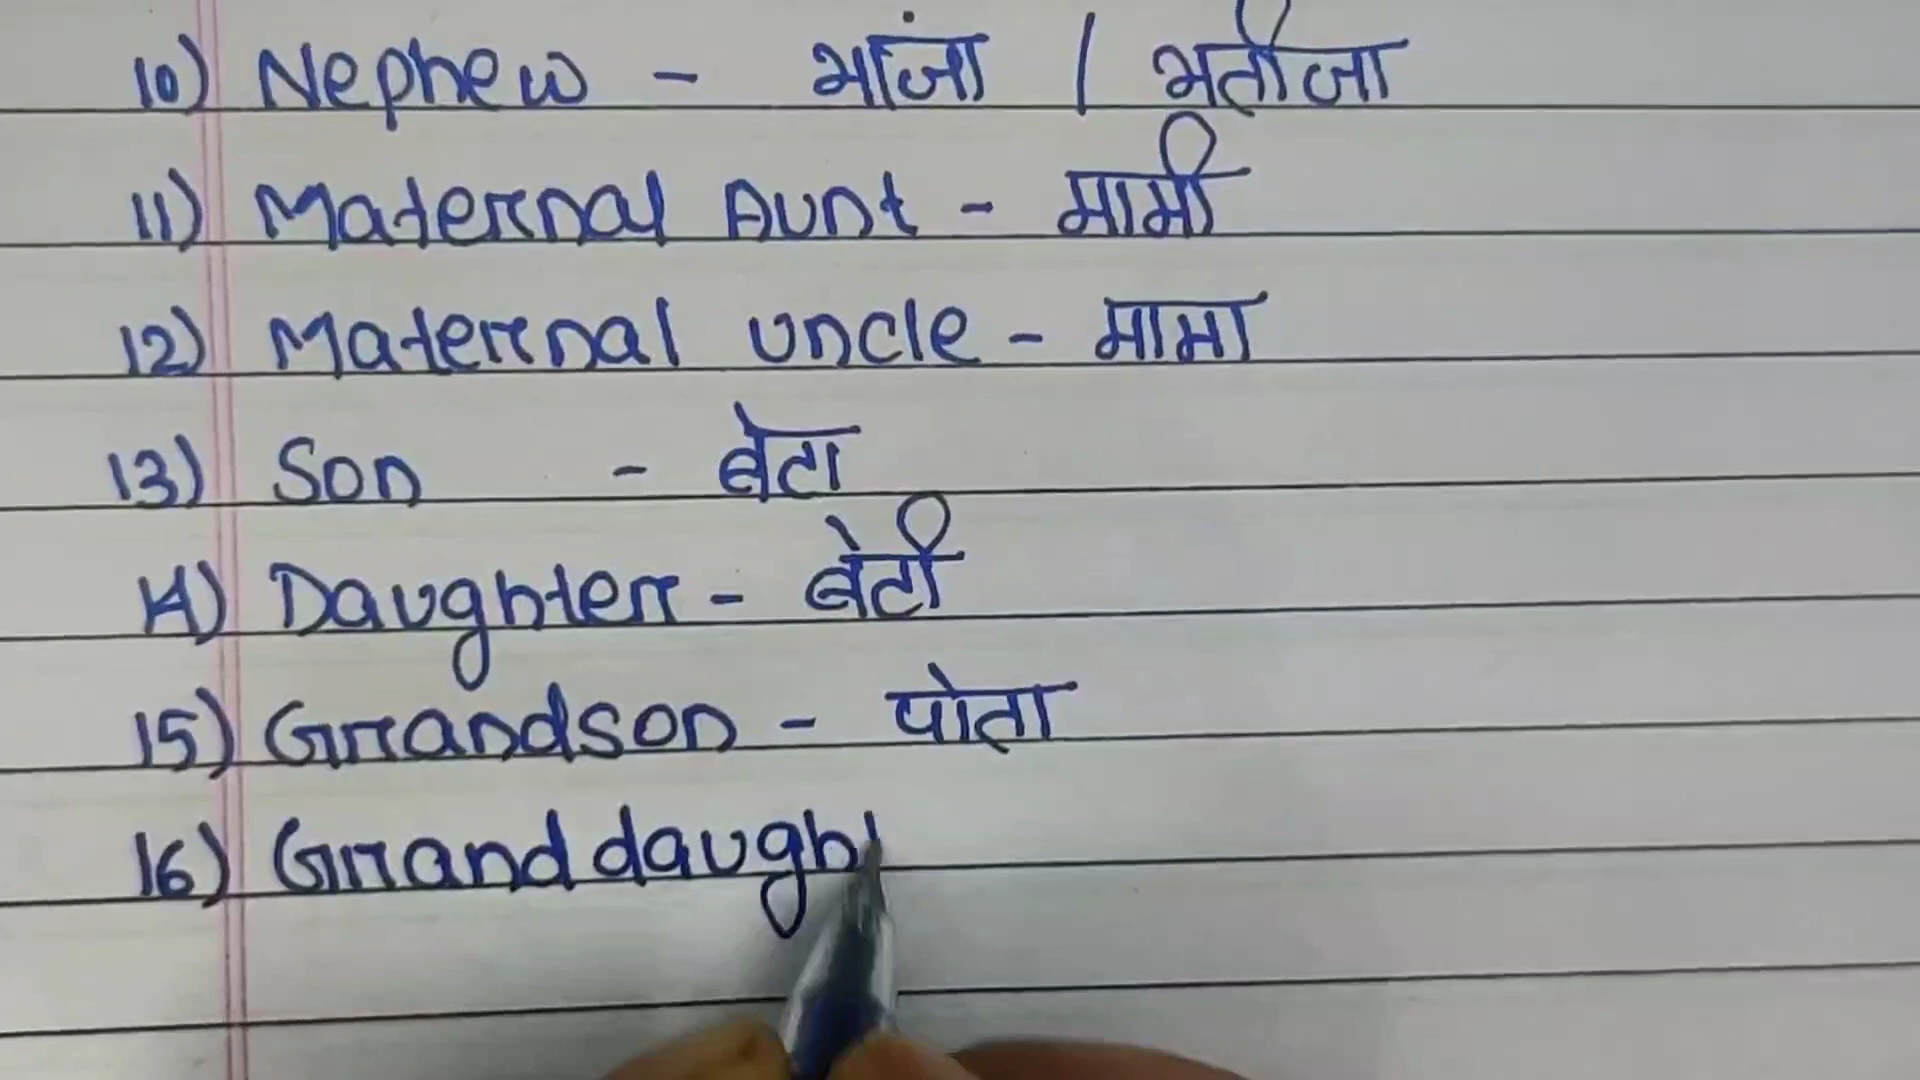 10) Nephew - भांजा / भतीजा
11) Maternal Aunt - मामी
12) Maternal uncle - मामा
13) Son - बेटा
14) Daughter - बेटी
15) Grandson - पोता
16) Granddaugh